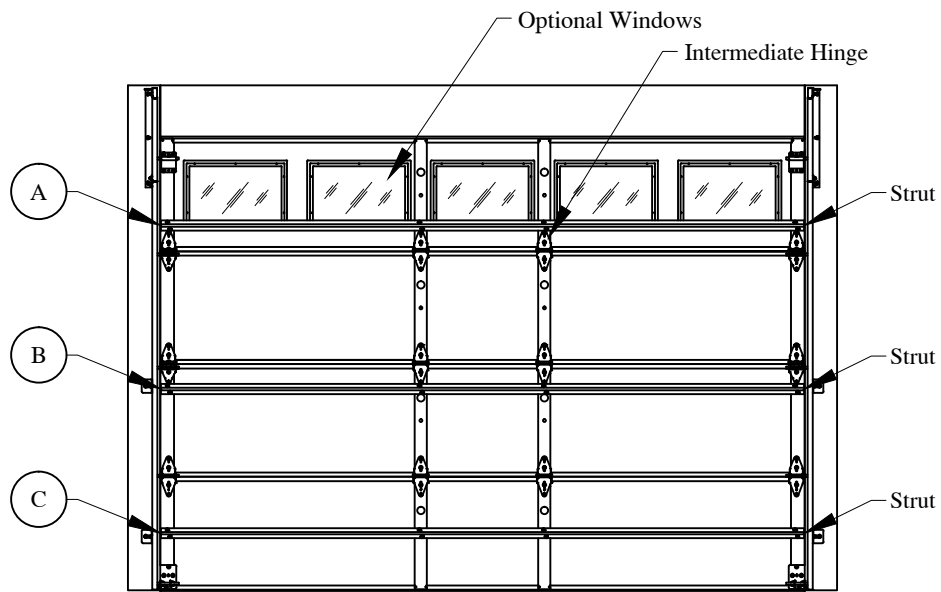 Optional Windows
Intermediate Hinge
A
Strut
B
Strut
C
Strut